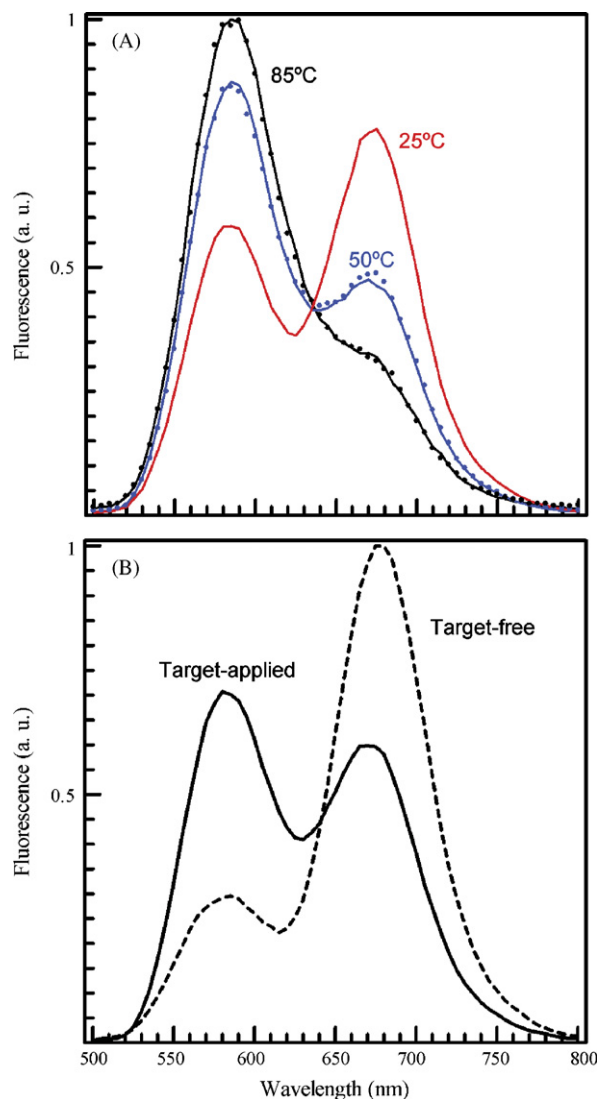 1
(A)
85ºC
25ºC
50ºC
0.5
Fluorescence (a. u.)
1
(B)
Target-free
Target-applied
0.5
Fluorescence (a. u.)
500 550 600 650 700 750 800
Wavelength (nm)